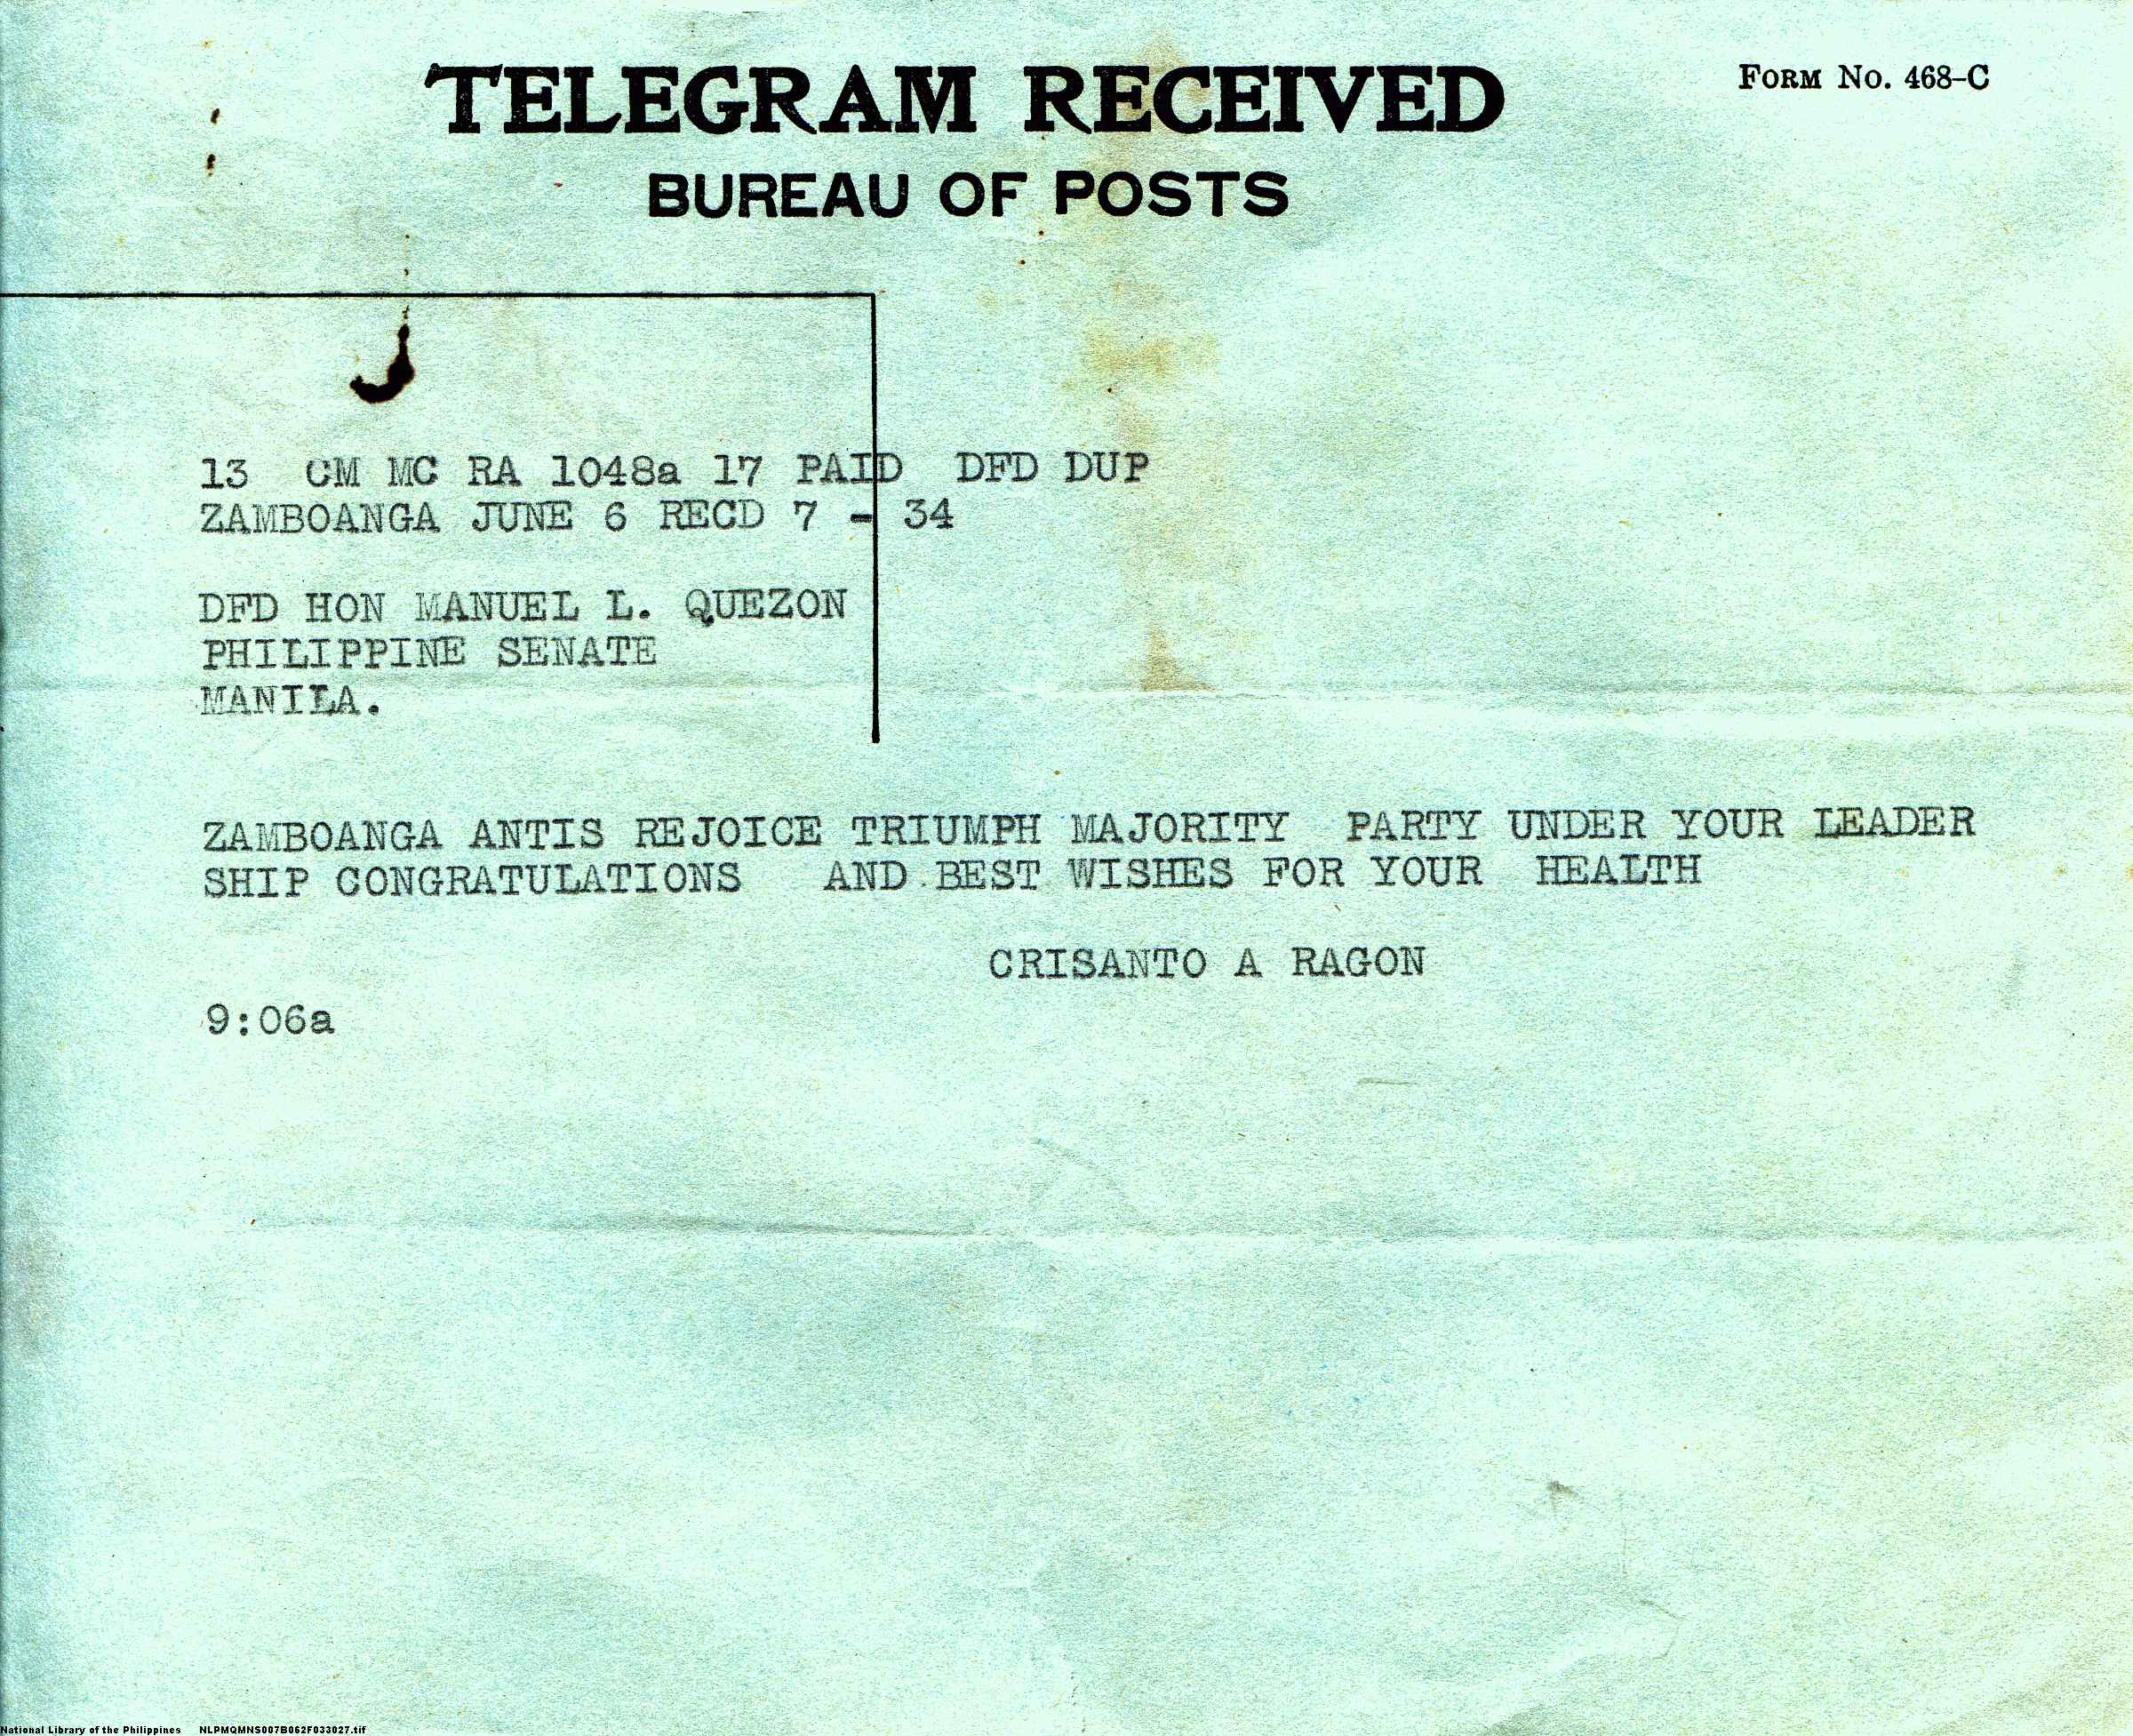 TELEGRAM RECEIVED
FORM NO. 468-C
BUREAU OF POSTS
13 CM MC RA 1048a 17 PAID DFD DUP
ZAMBOANGA JUNE 6 RECD 7 - 34
DFD HON MANUEL L. QUEZON
PHILIPPINE SENATE
MANILA.
ZAMBOANGA ANTIS REJOICE TRIUMPH MAJORITY PARTY UNDER YOUR LEADER
SHIP CONGRATULATIONS AND BEST WISHES FOR YOUR HEALTH
CRISANTO A RAGON
9:06a
National Library of the Philippines NLPMQMNS007B062F033027.tif